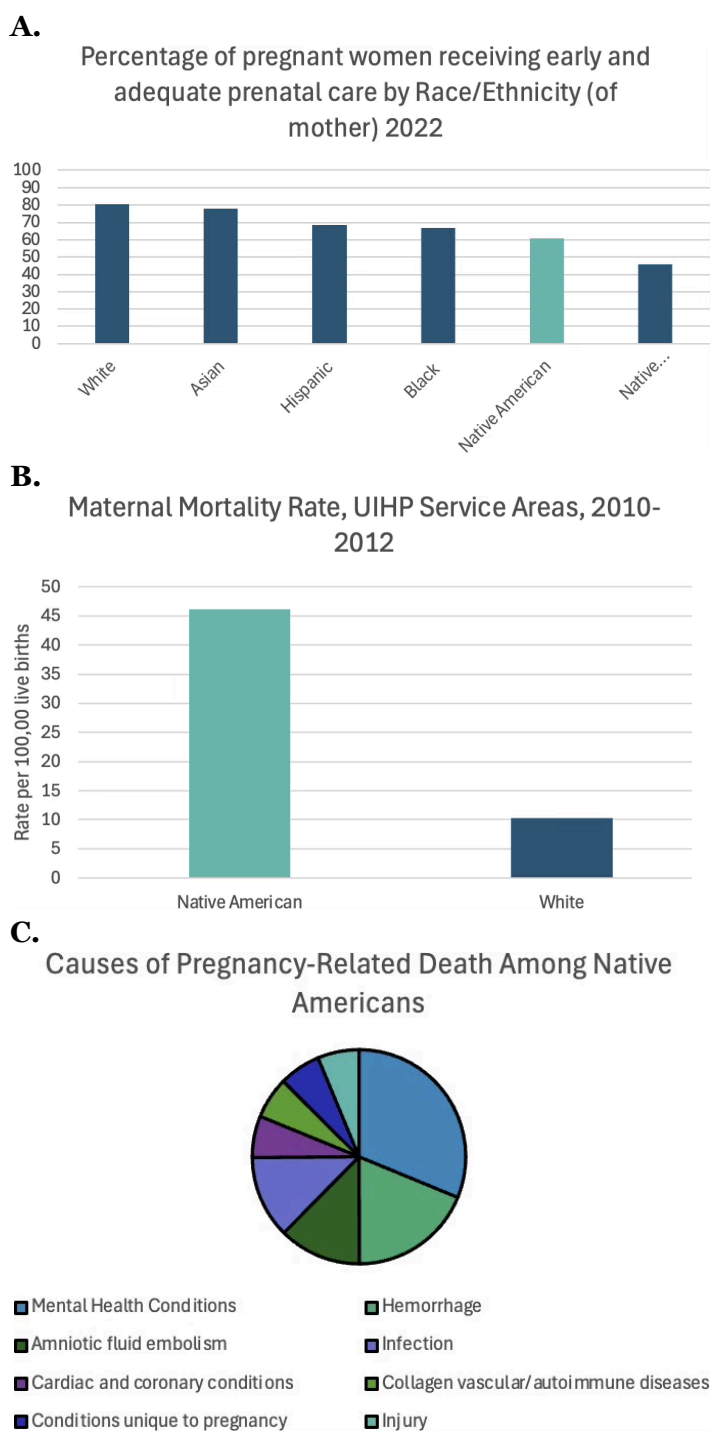 A.
Percentage of pregnant women receiving early and
adequate prenatal care by Race/Ethnicity (of
mother) 2022
100
90
80
70
60
50
40
30
20
10
0
White
Asian
Hispanic
Black
Native American
Native...
B.
Maternal Mortality Rate, UIHP Service Areas, 2010-
2012
Rate per 100,00 live births
50
45
40
35
30
25
20
15
10
5
0
Native American
White
C.
Causes of Pregnancy-Related Death Among Native
Americans
Mental Health Conditions
Hemorrhage
Amniotic fluid embolism
Infection
Cardiac and coronary conditions
Collagen vascular/autoimmune diseases
Conditions unique to pregnancy
Injury